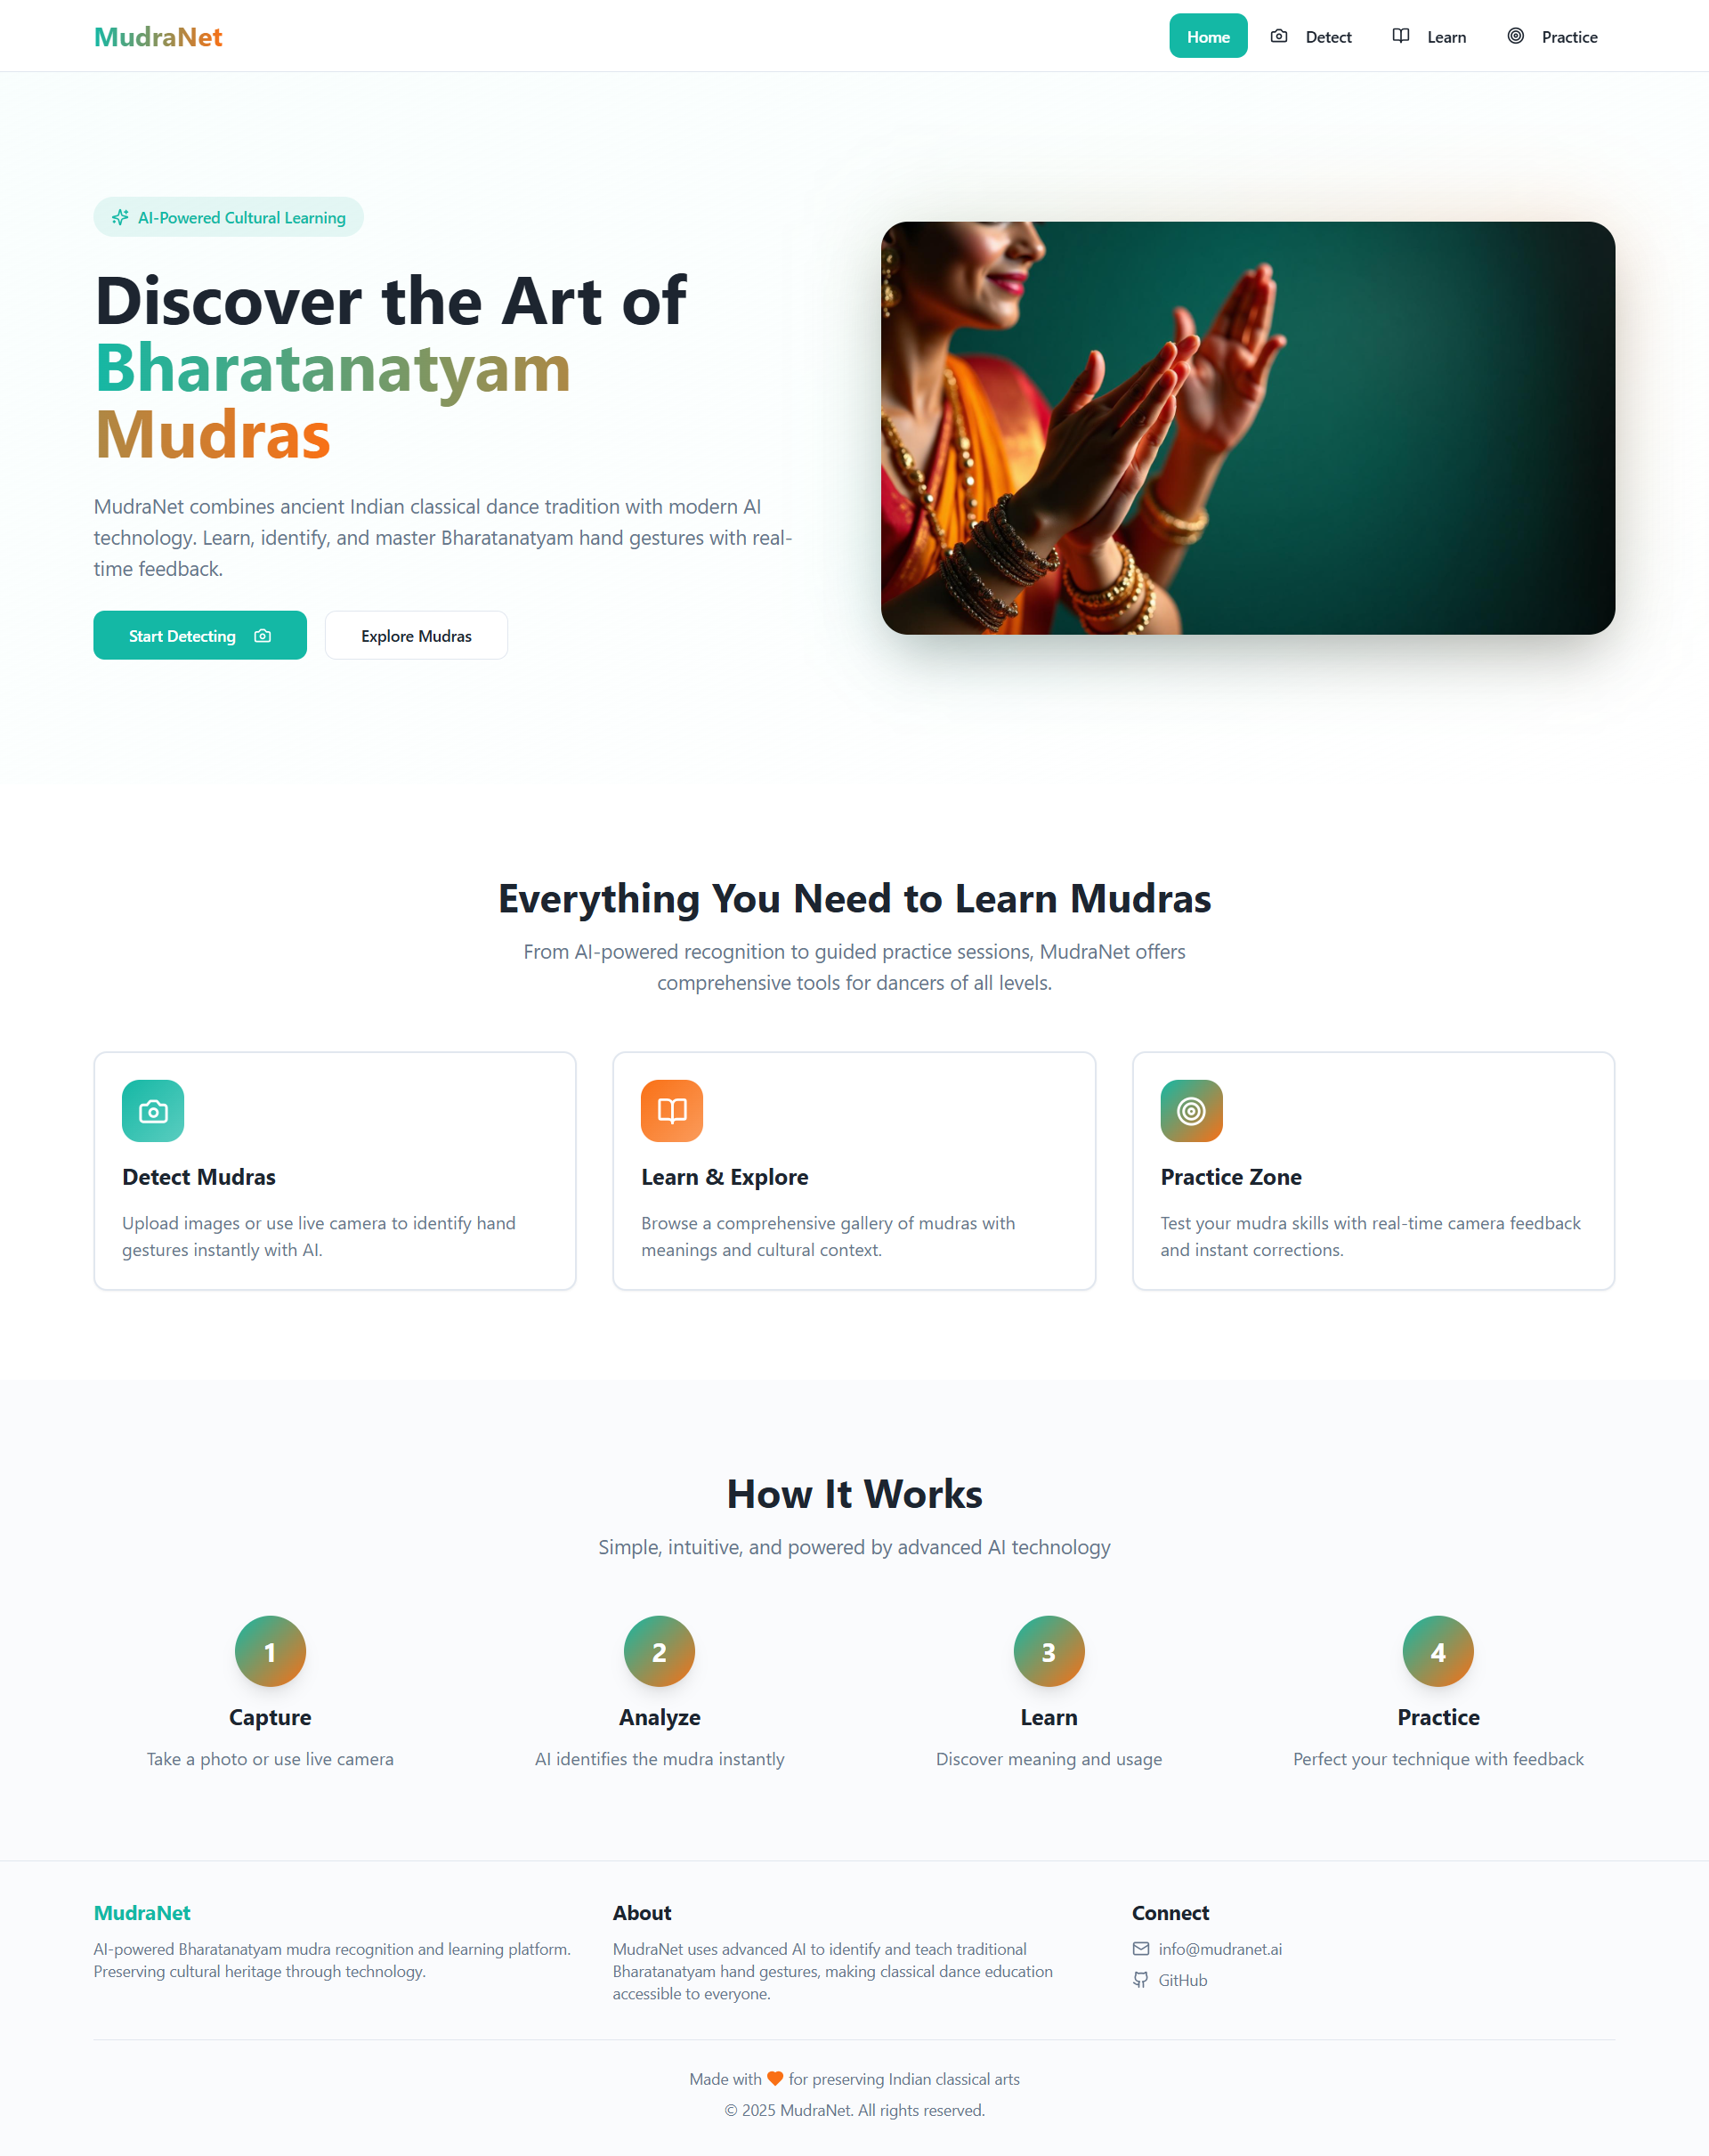 MudraNet
Home
Detect
Learn
Practice
AI-Powered Cultural Learning
Discover the Art of
Bharatanatyam
Mudras
MudraNet combines ancient Indian classical dance tradition with modern AI
technology. Learn, identify, and master Bharatanatyam hand gestures with real-
time feedback.
Start Detecting
Explore Mudras
Everything You Need to Learn Mudras
From AI-powered recognition to guided practice sessions, MudraNet offers
comprehensive tools for dancers of all levels.
Detect Mudras
Upload images or use live camera to identify hand
gestures instantly with AI.
Learn & Explore
Browse a comprehensive gallery of mudras with
meanings and cultural context.
Practice Zone
Test your mudra skills with real-time camera feedback
and instant corrections.
How It Works
Simple, intuitive, and powered by advanced AI technology
1
Capture
Take a photo or use live camera
2
Analyze
AI identifies the mudra instantly
3
Learn
Discover meaning and usage
4
Practice
Perfect your technique with feedback
MudraNet
AI-powered Bharatanatyam mudra recognition and learning platform.
Preserving cultural heritage through technology.
About
MudraNet uses advanced AI to identify and teach traditional
Bharatanatyam hand gestures, making classical dance education
accessible to everyone.
Connect
info@mudranet.ai
GitHub
Made with 🧡 for preserving Indian classical arts
© 2025 MudraNet. All rights reserved.